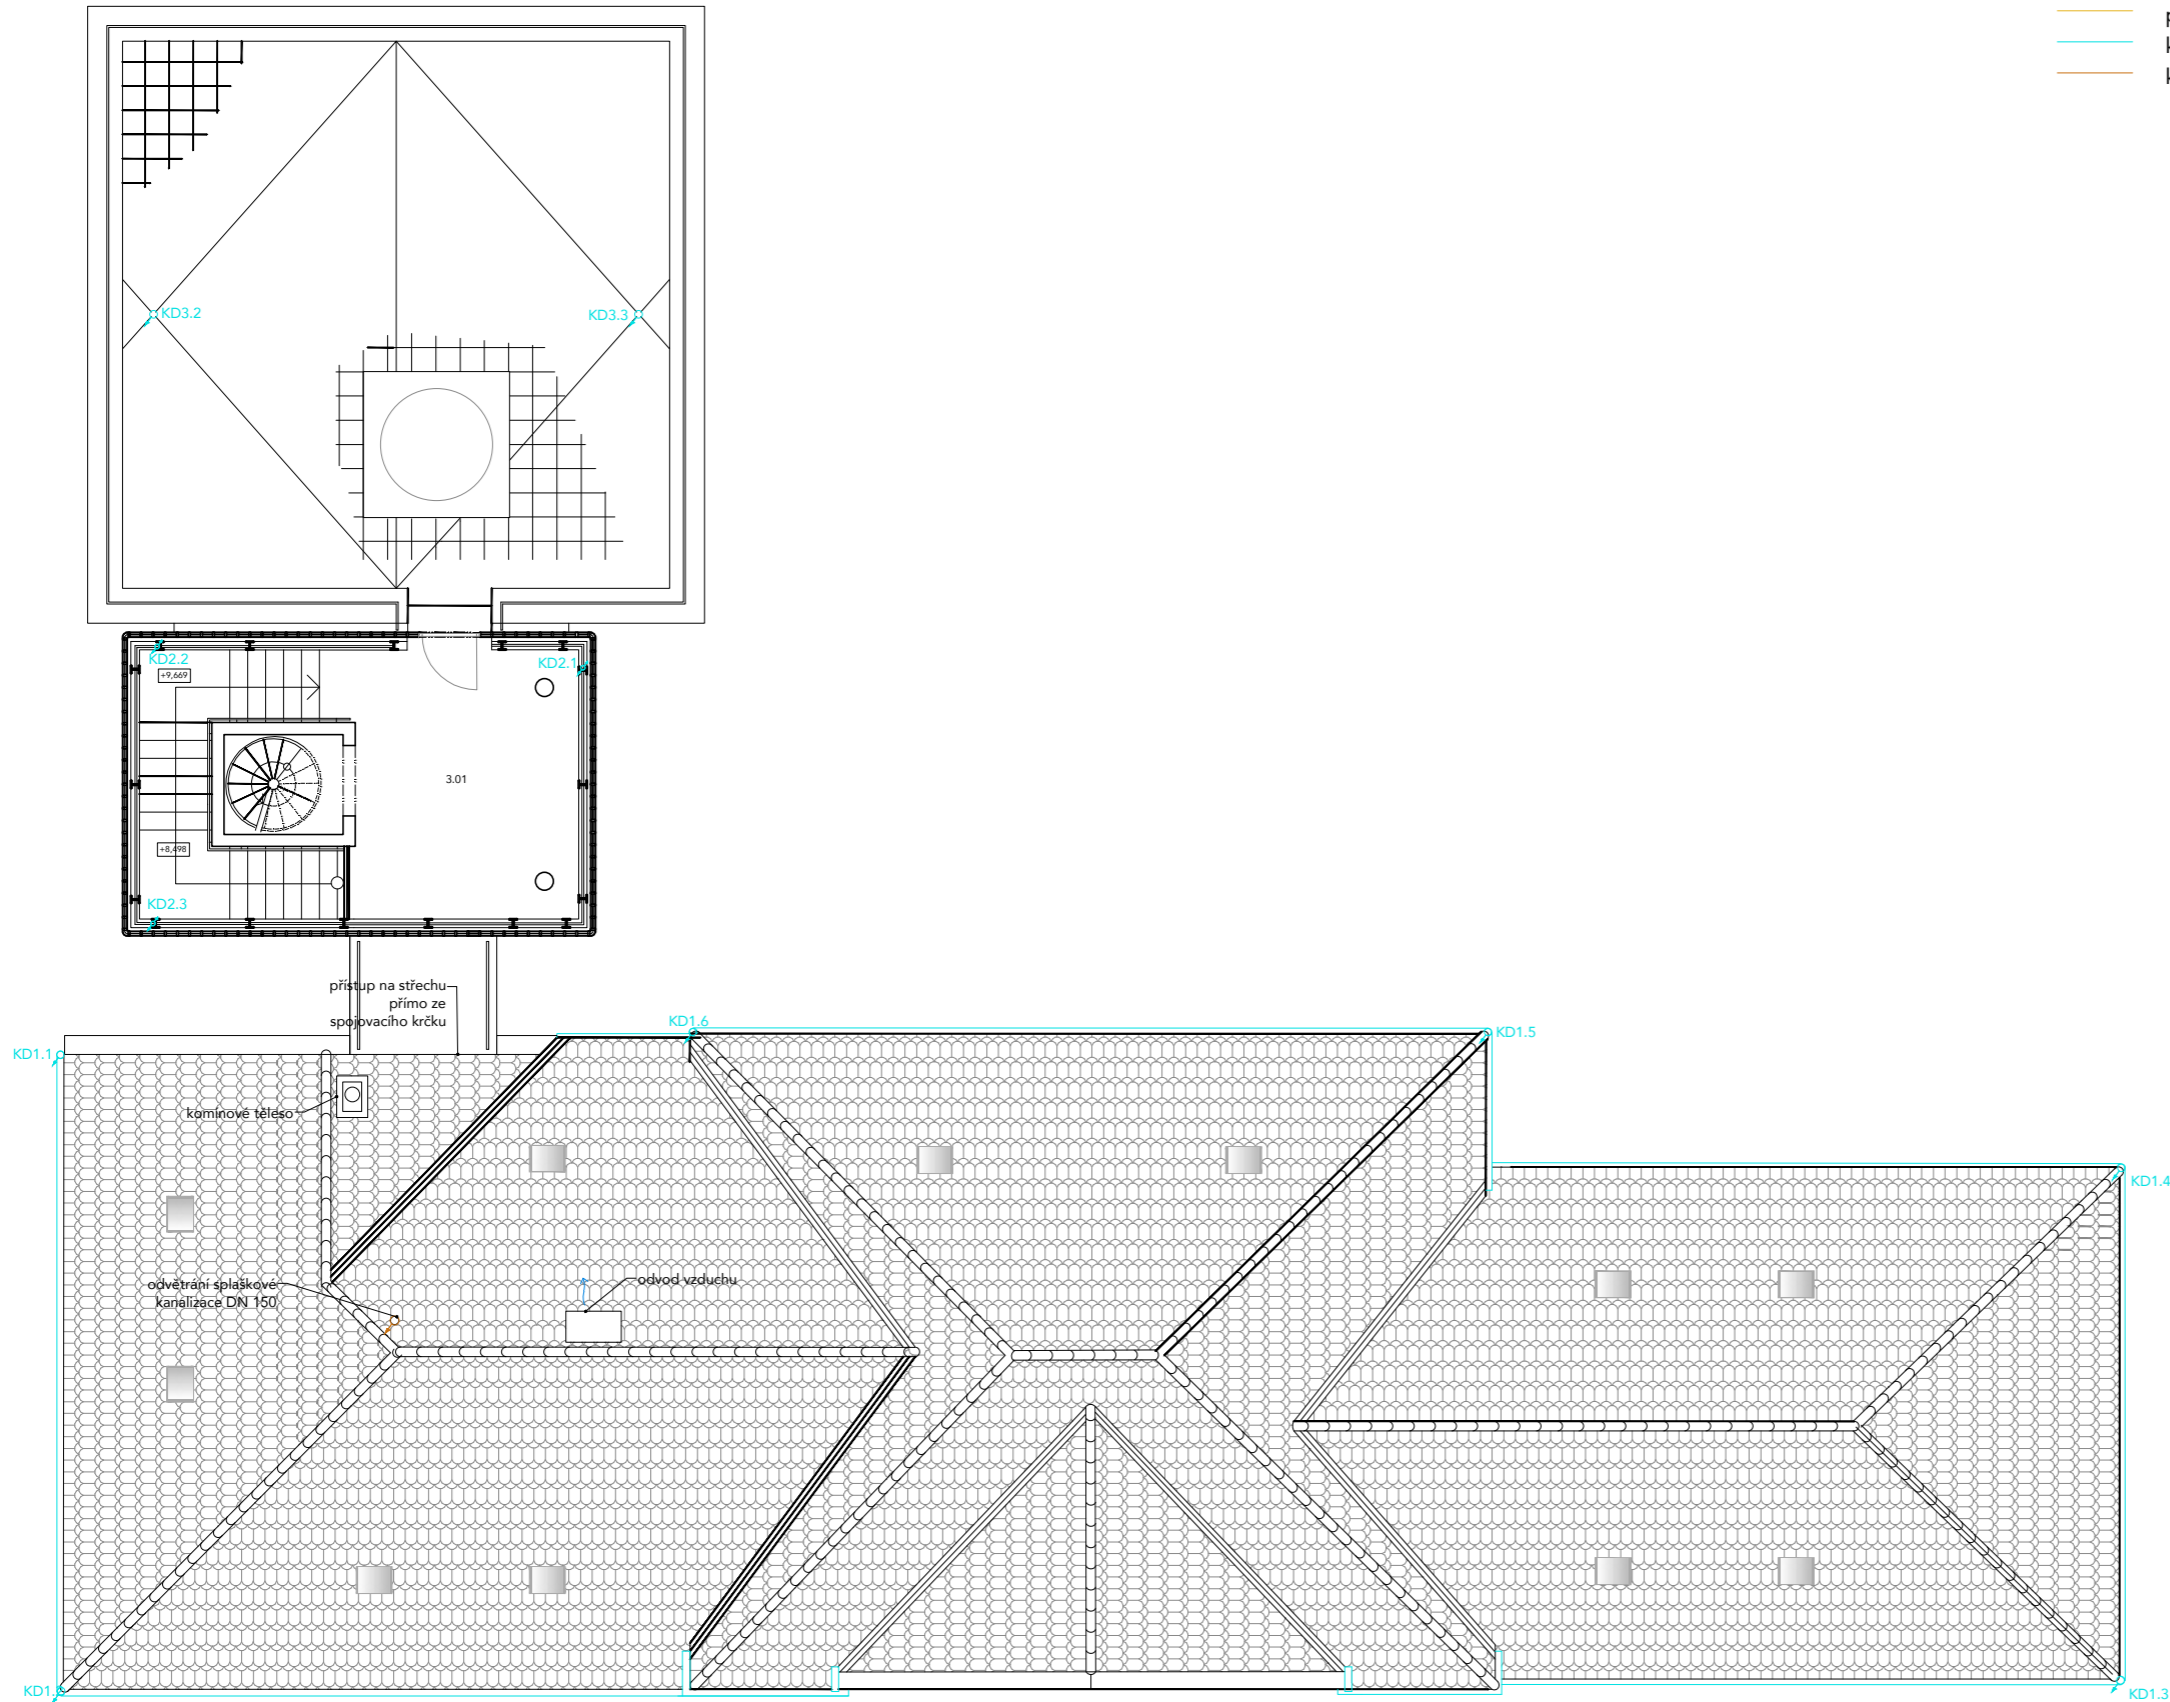 KD3.2
KD3.3
KD2.2
KD2.1
+9,669
3.01
+8,498
KD2.3
přístup na střechu
přímo ze
spojovacího krčku
KD1.6
KD1.5
KD1.1
komínové těleso
KD1.4
odvětrání splaškové
kanalizace DN 150
odvod vzduchu
KD1.3